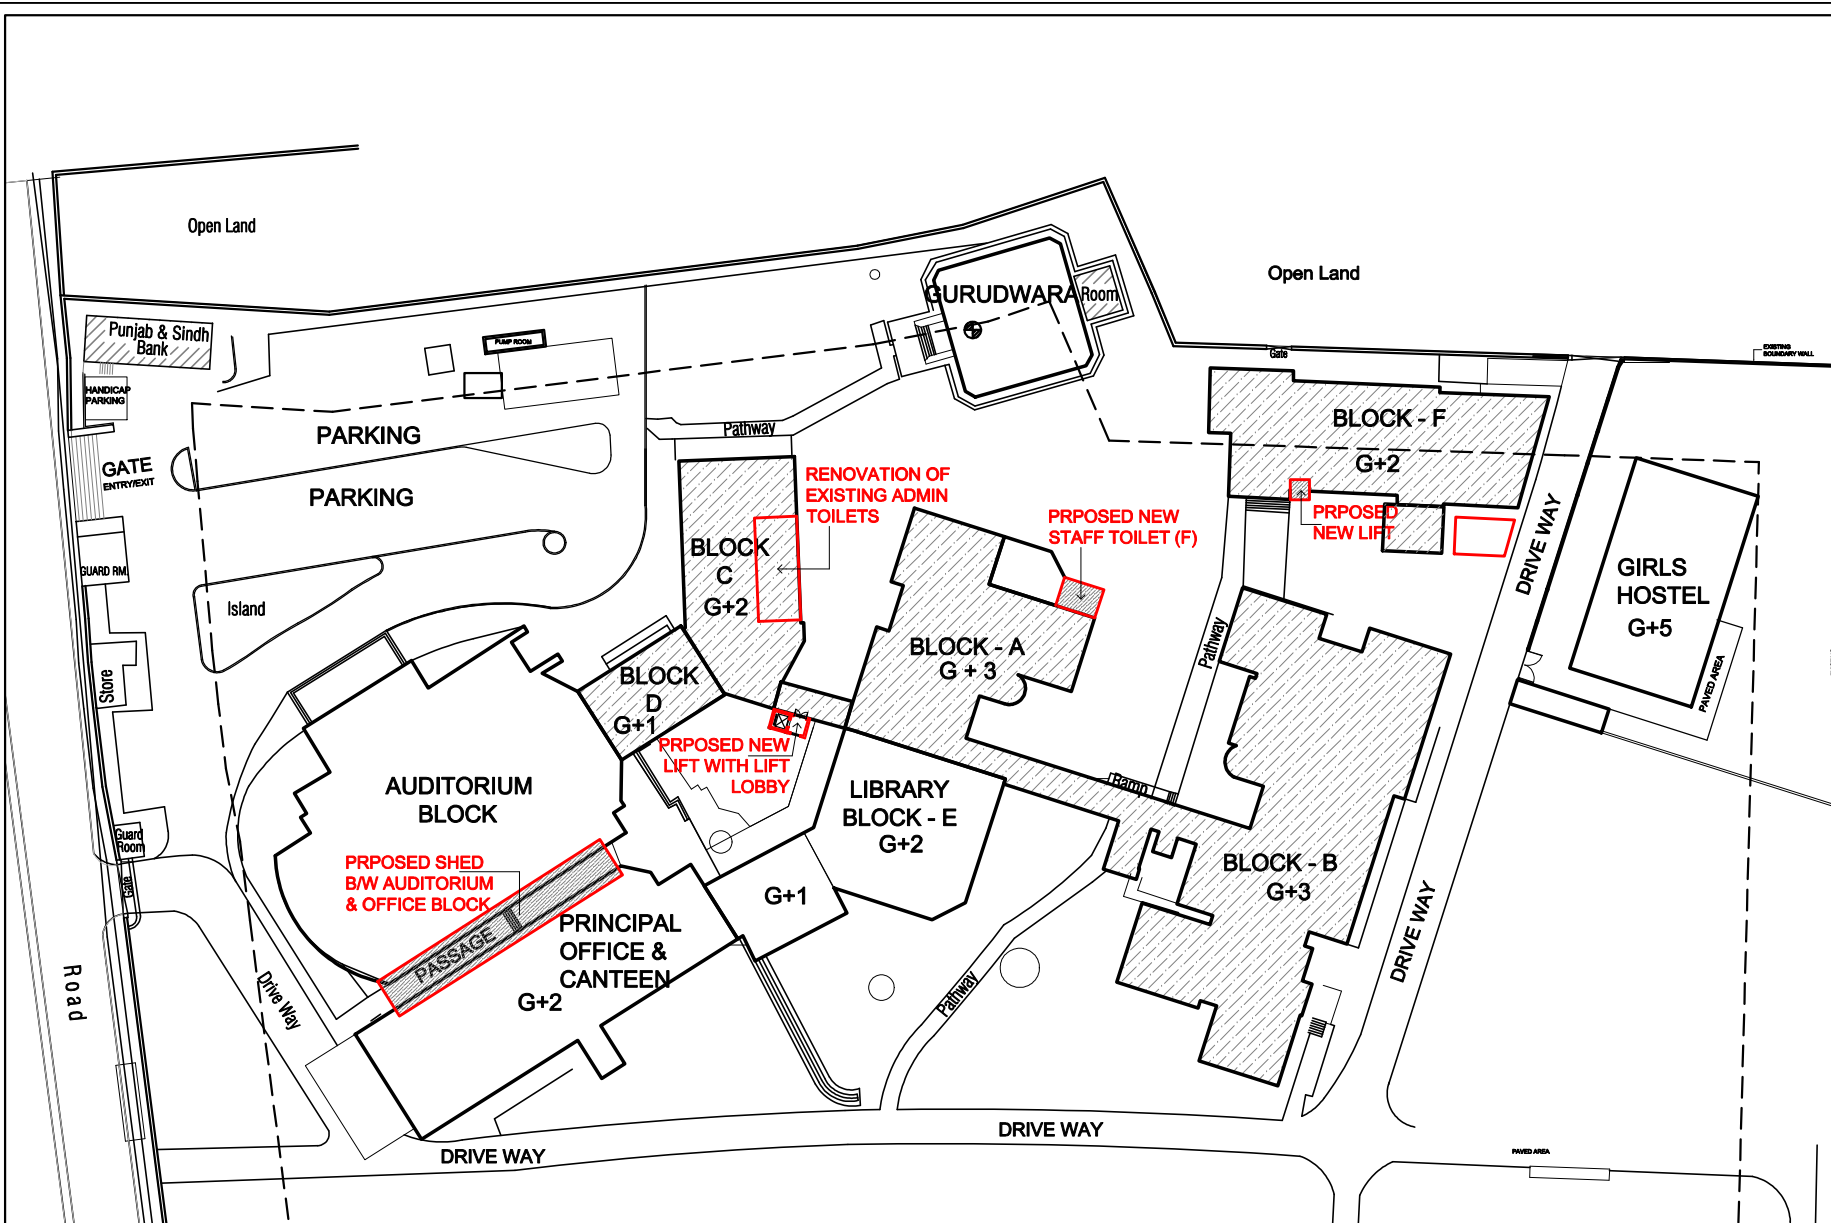 Open Land
Open Land
GURUDWARA
Room
Punjab & Sindh
Bank
PUMP ROOM
Gate
EXISTING
BOUNDARY WALL
HANDICAP
PARKING
PARKING
Pathway
BLOCK - F
G+2
GATE
ENTRY/EXIT
PARKING
RENOVATION OF
EXISTING ADMIN
TOILETS
PRPOSED NEW
STAFF TOILET (F)
PRPOSED
NEW LIFT
DRIVE WAY
GUARD RM.
Island
BLOCK
C
G+2
GIRLS
HOSTEL
G+5
Pathway
BLOCK - A
G + 3
Store
BLOCK
D
G+1
PAVED AREA
PRPOSED NEW
LIFT WITH LIFT
LOBBY
AUDITORIUM
BLOCK
LIBRARY
BLOCK - E
G+2
Ramp
Guard
Room
Gate
PRPOSED SHED
B/W AUDITORIUM
& OFFICE BLOCK
BLOCK - B
G+3
G+1
PASSAGE
PRINCIPAL
OFFICE &
CANTEEN
G+2
DRIVE WAY
Road
Drive Way
Pathway
DRIVE WAY
DRIVE WAY
PAVED AREA